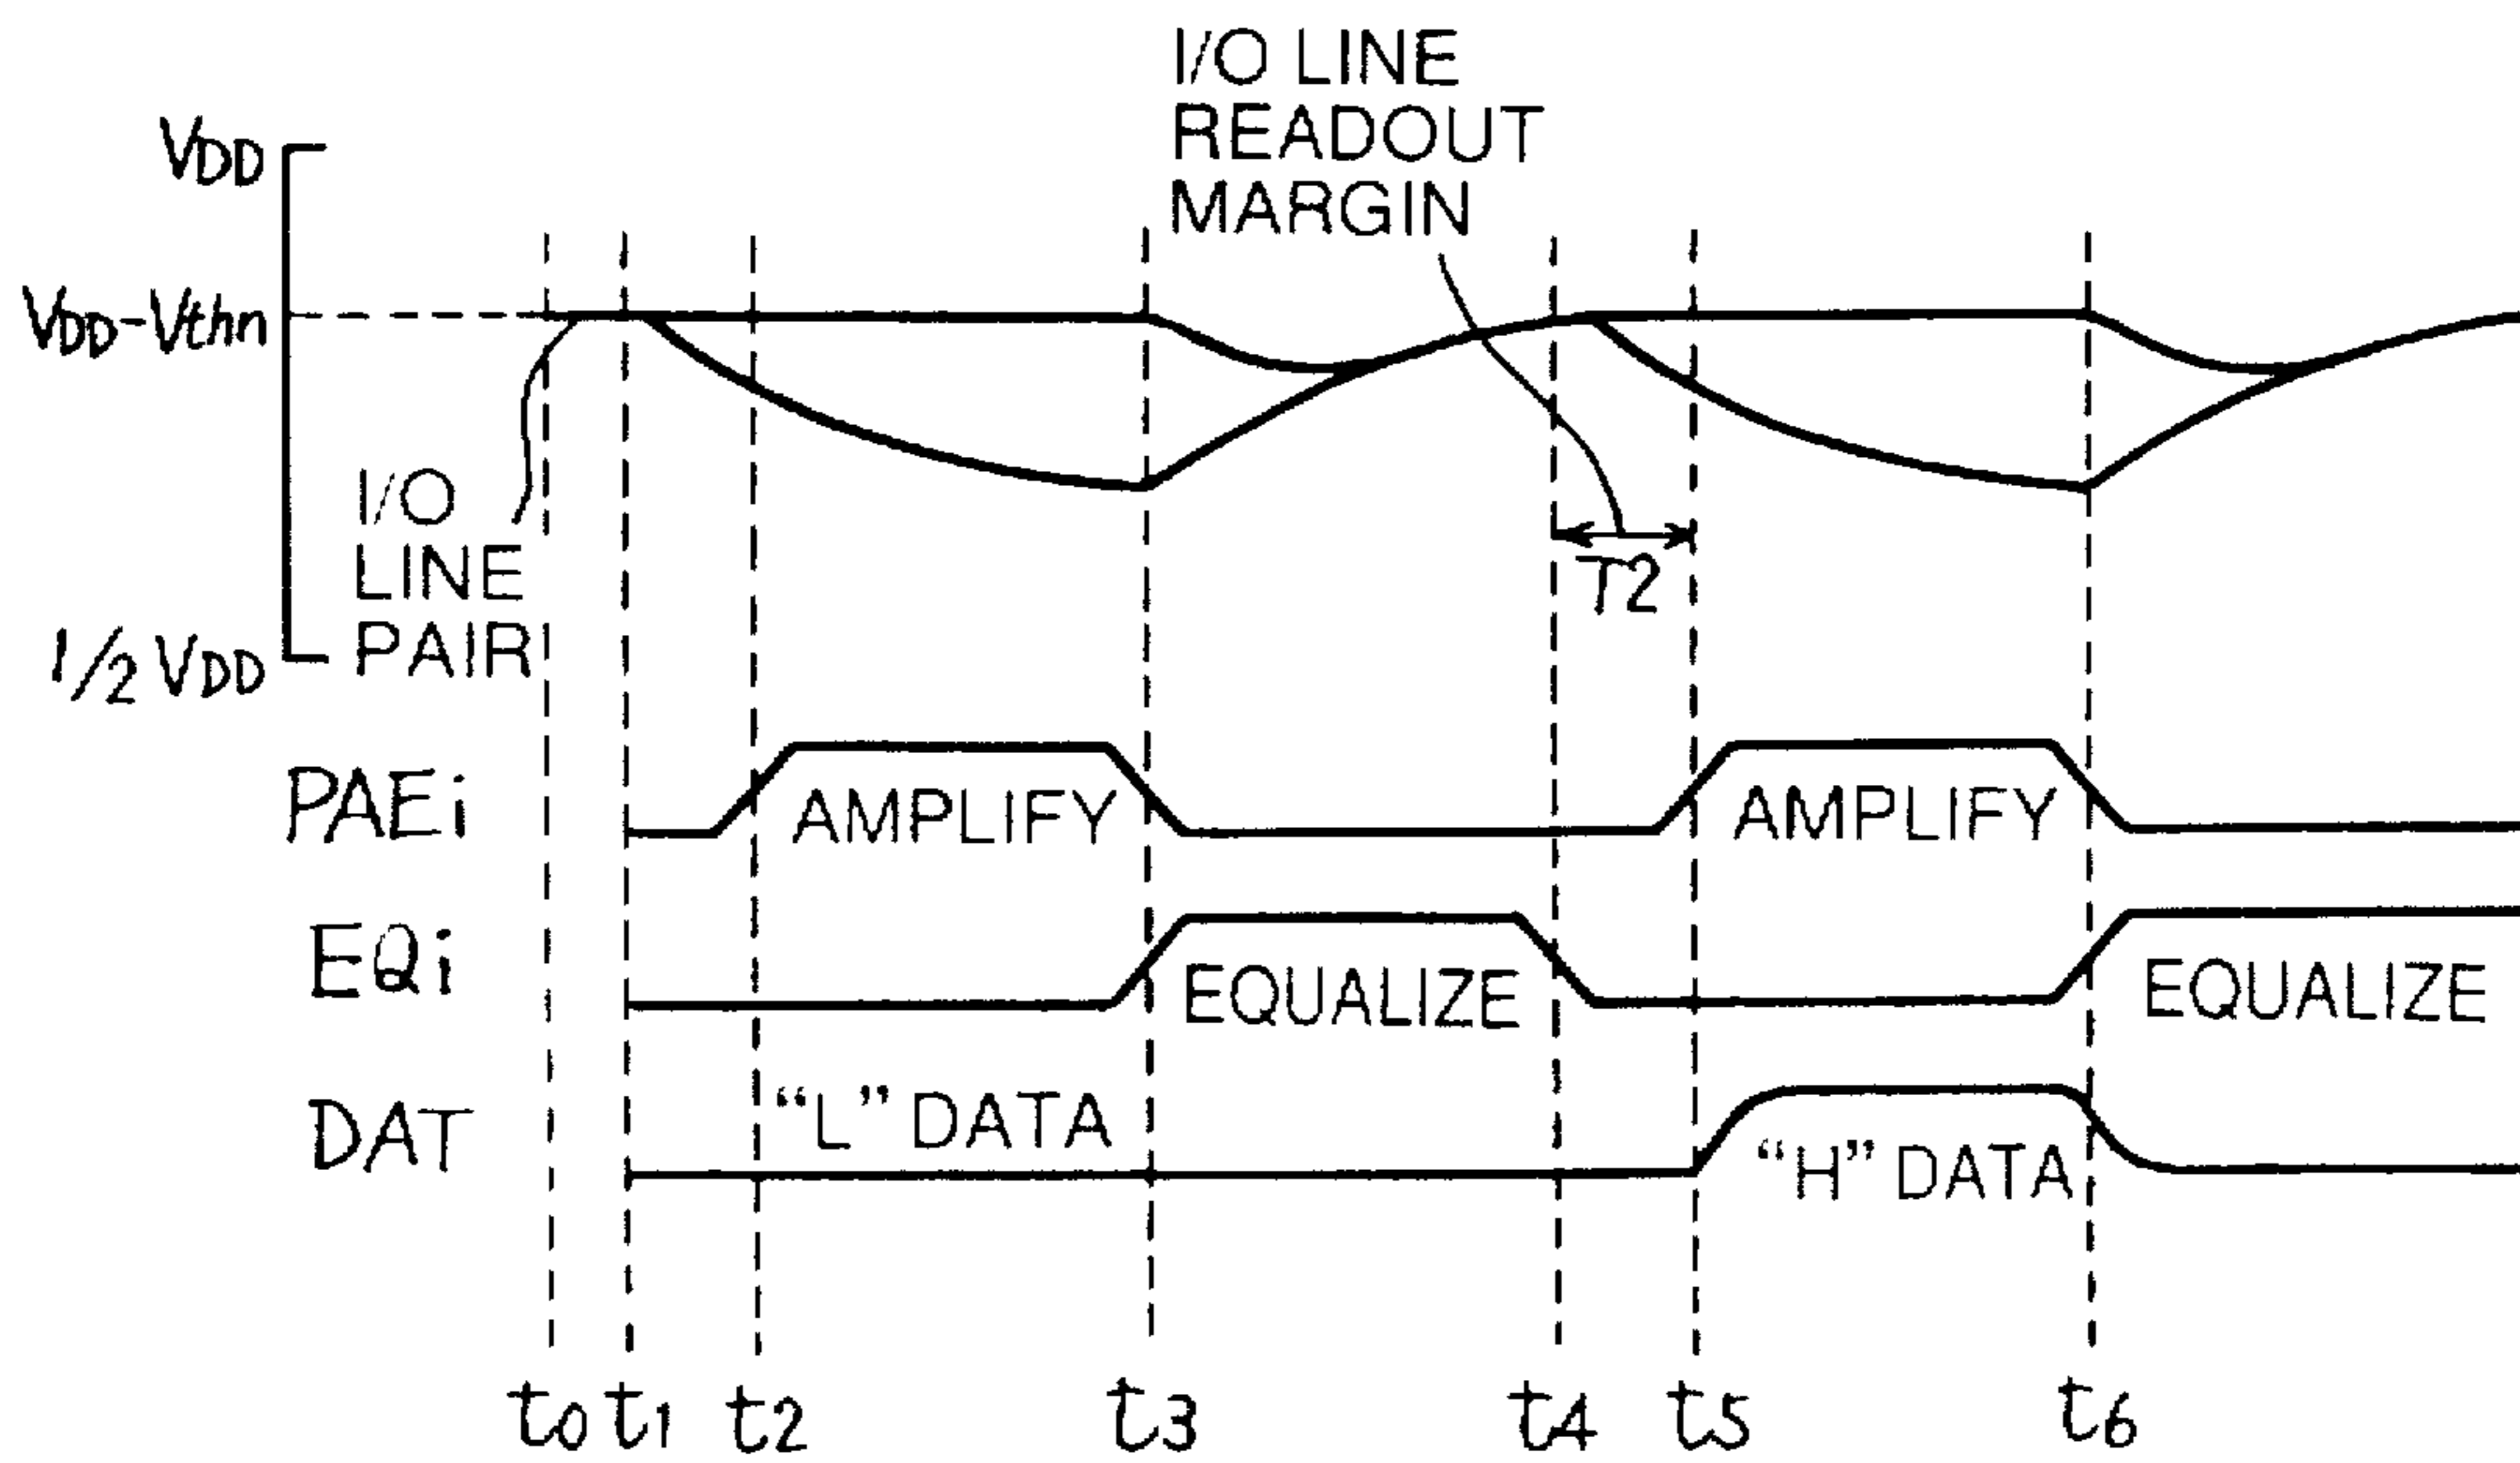 I/O LINE
READOUT
MARGIN
VDD
VDD-Vthn
I/O
LINE
PAIR
1/2 VDD
T2
PAEi
AMPLIFY
AMPLIFY
EQi
EQUALIZE
EQUALIZE
DAT
“L” DATA
“H” DATA
t0 t1 t2 t3 t4 t5 t6